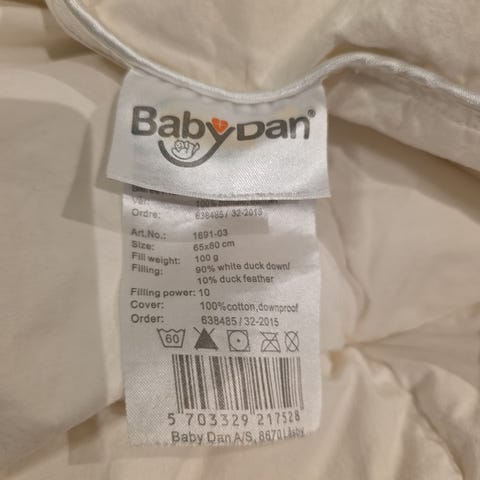 BabyDan®
Ordre: 638485/32-2015
Art.No.: 1691-03
Size: 65x80 cm
Fill weight: 100 g
Filling: 90% white duck down/
10% duck feather
Filling power: 10
Cover: 100%cotton,downproof
Order: 638485/32-2015
60
5 703329 217528
Baby Dan A/S, 8670